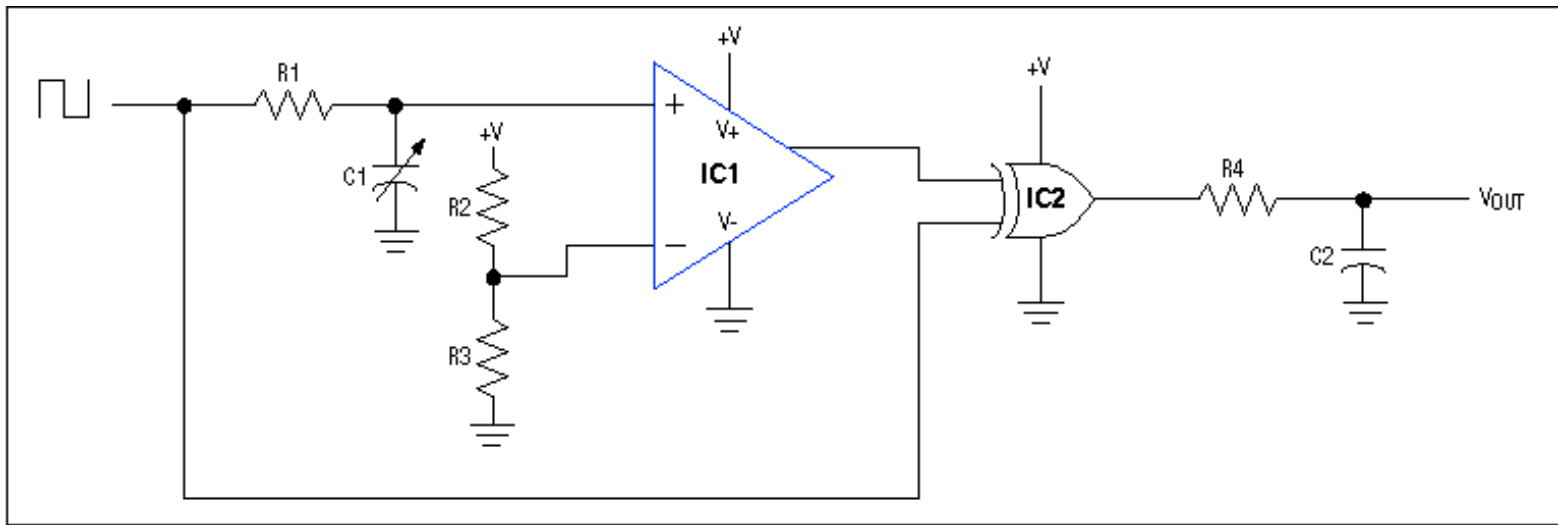 +V
+V
R1
+
+V
V+
R4
C1
IC1
IC2
R2
VOUT
V-
−
C2
R3